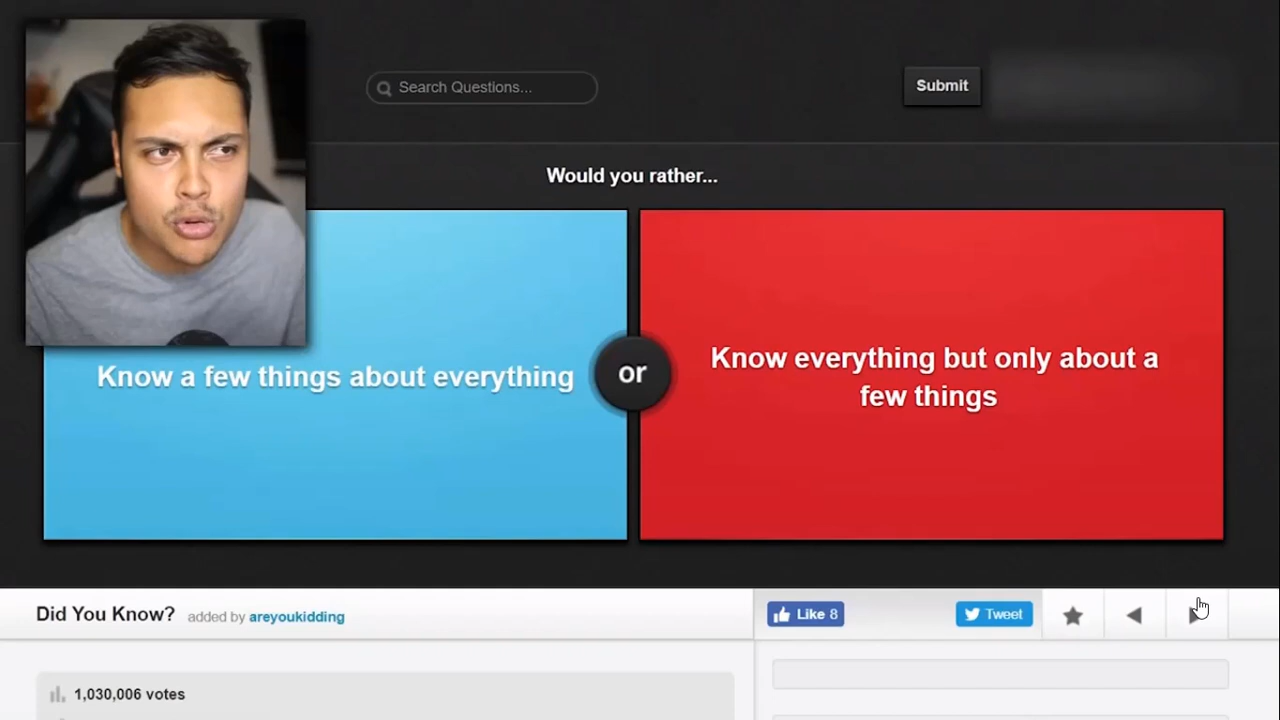 Search Questions...
Submit
Would you rather...
Know a few things about everything
or
Know everything but only about a
few things
Did You Know? added by areyoukidding
Like 8
Tweet
1,030,006 votes